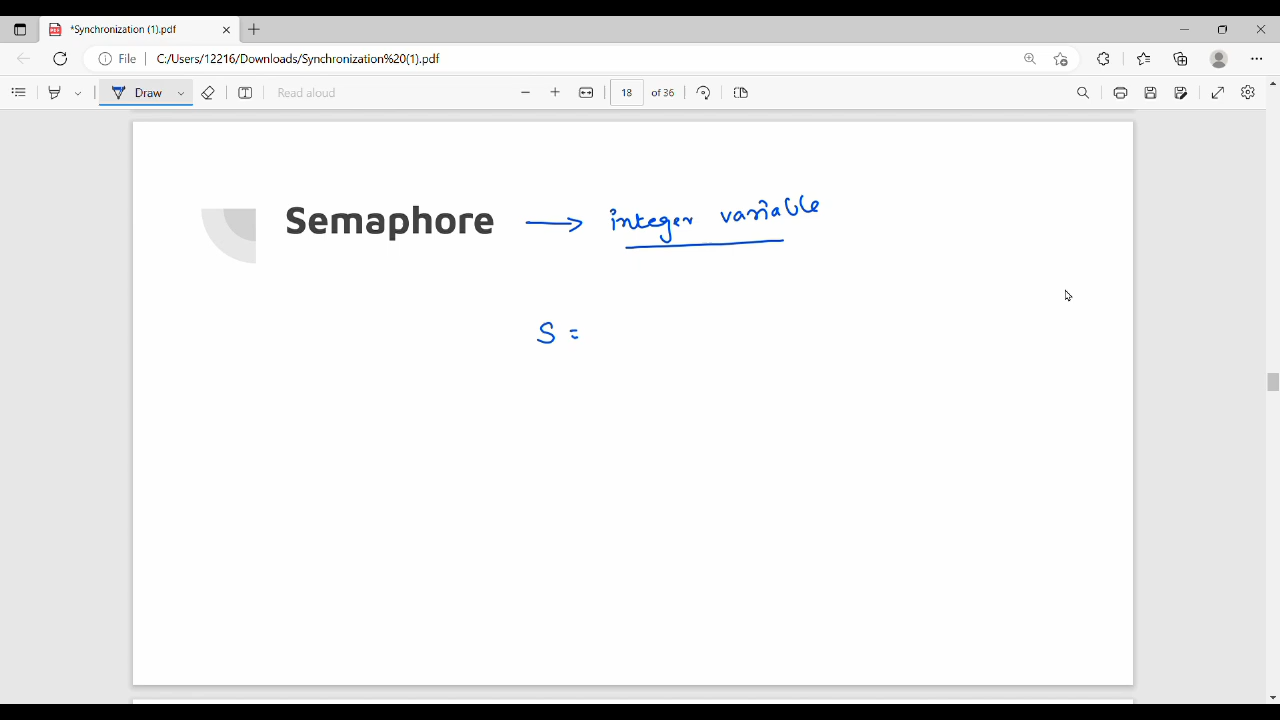 *Synchronization (1).pdf
File C:/Users/12216/Downloads/Synchronization%20(1).pdf
Draw Read aloud 18 of 36
Semaphore → integer variable
S =